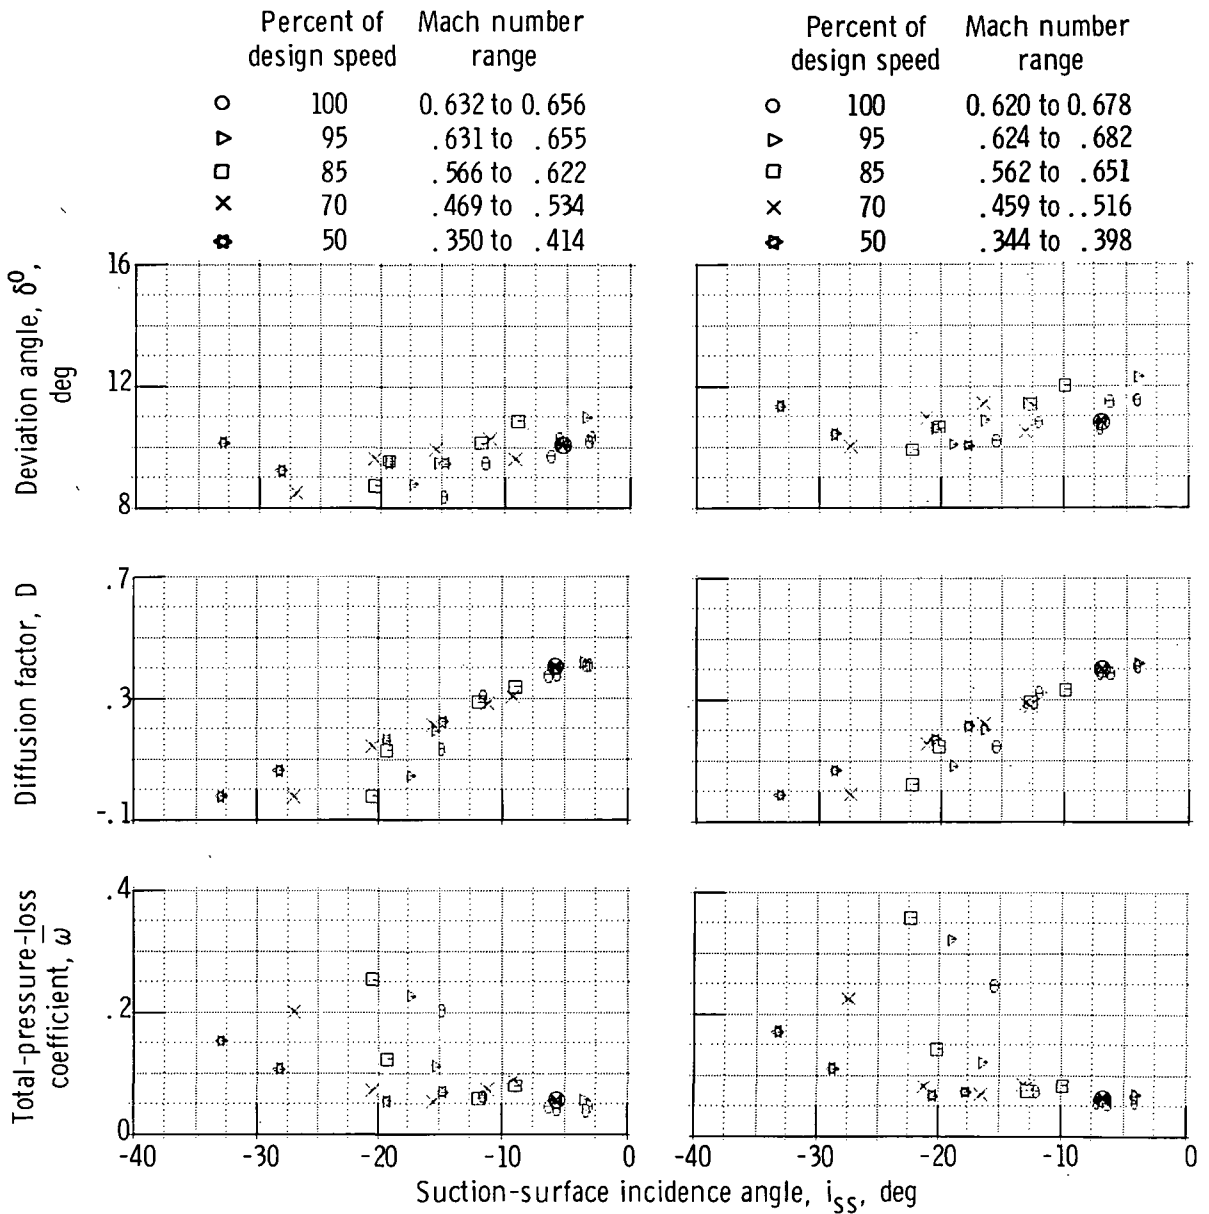 Percent of design speed Mach number range
100 0.632 to 0.656
95 .631 to .655
85 .566 to .622
70 .469 to .534
50 .350 to .414
Percent of design speed Mach number range
100 0.620 to 0.678
95 .624 to .682
85 .562 to .651
70 .459 to ..516
50 .344 to .398
Deviation angle, δ⁰, deg
16
12
8
Diffusion factor, D
.7
.3
-.1
Total-pressure-loss coefficient, ω̅
.4
.2
0
-40 -30 -20 -10 0
-40 -30 -20 -10 0
Suction-surface incidence angle, iss, deg